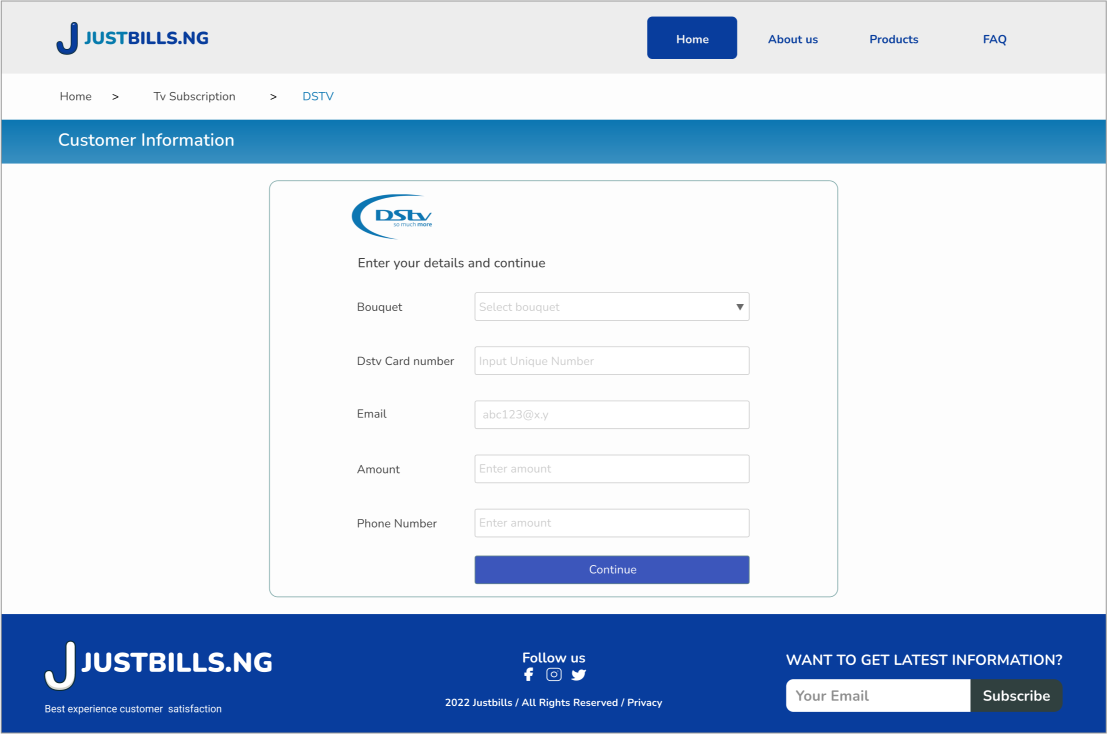 JUSTBILLS.NG
Home About us Products FAQ
Home > Tv Subscription > DSTV
Customer Information
DStv
so much more
Enter your details and continue
Bouquet Select bouquet
Dstv Card number Input Unique Number
Email abc123@x.y
Amount Enter amount
Phone Number Enter amount
Continue
JUSTBILLS.NG
Best experience customer satisfaction
Follow us
2022 Justbills / All Rights Reserved / Privacy
WANT TO GET LATEST INFORMATION?
Your Email Subscribe